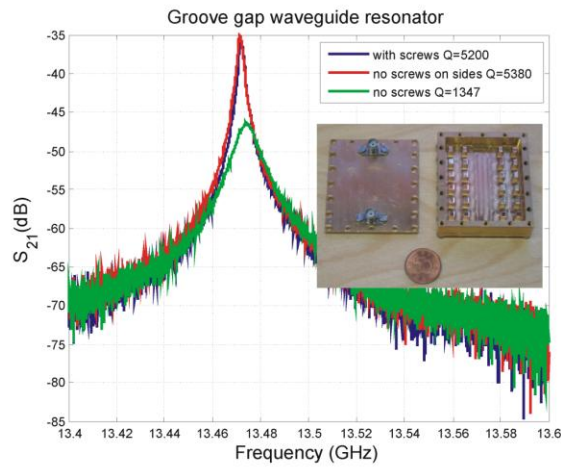 Groove gap waveguide resonator
-35
-40
-45
-50
-55
-60
-65
-70
-75
-80
-85
S21(dB)
with screws Q=5200
no screws on sides Q=5380
no screws Q=1347
13.4 13.42 13.44 13.46 13.48 13.5 13.52 13.54 13.56 13.58 13.6
Frequency (GHz)